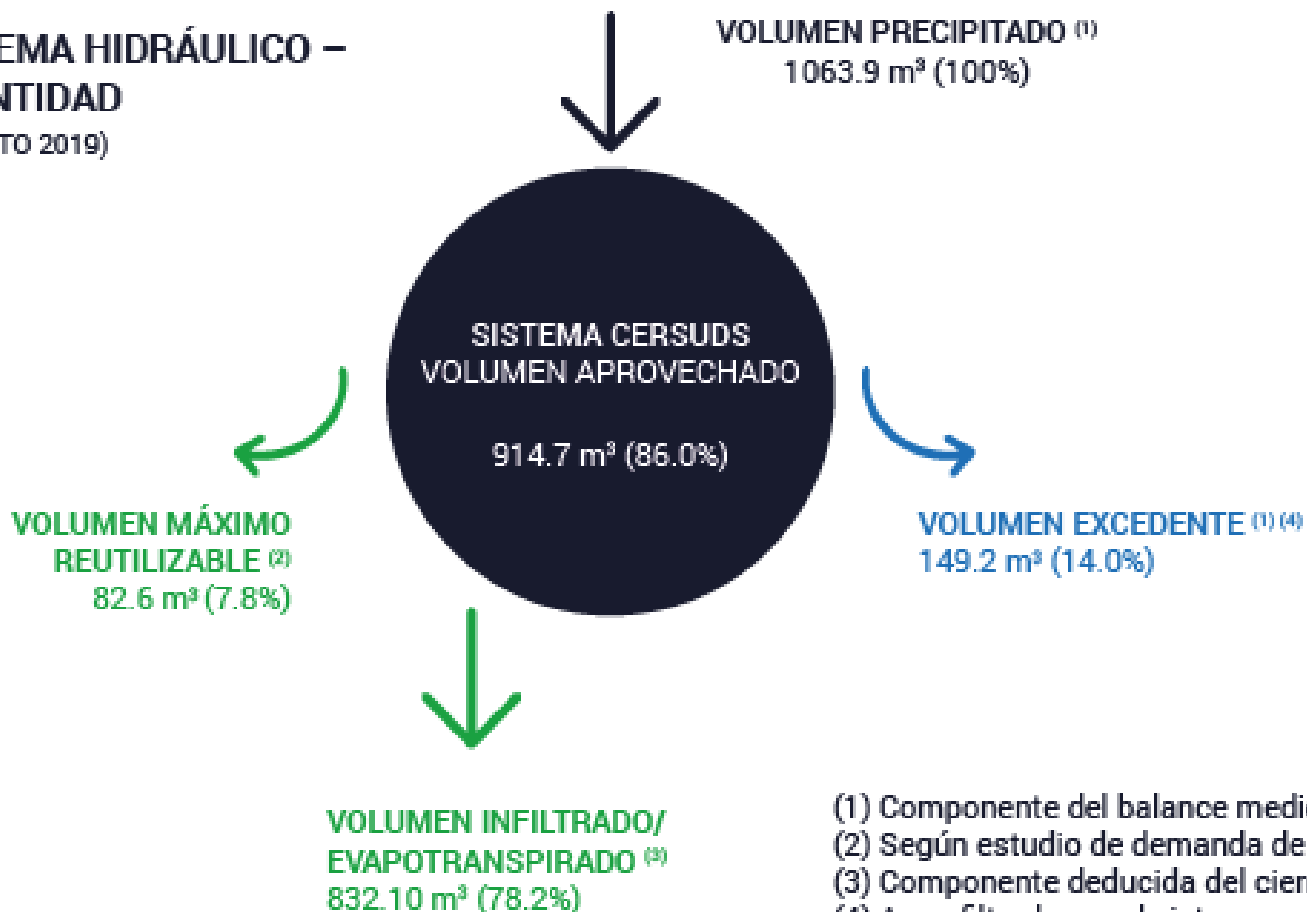 EMA HIDRÁULICO –
NTIDAD
TO 2019)
VOLUMEN PRECIPITADO (1)
1063.9 m³ (100%)
SISTEMA CERSUDS
VOLUMEN APROVECHADO
914.7 m³ (86.0%)
VOLUMEN MÁXIMO
REUTILIZABLE (2)
82.6 m³ (7.8%)
VOLUMEN EXCEDENTE (1) (4)
149.2 m³ (14.0%)
VOLUMEN INFILTRADO/
EVAPOTRANSPIRADO (3)
832.10 m³ (78.2%)
(1) Componente del balance medi
(2) Según estudio de demanda de
(3) Componente deducida del cier